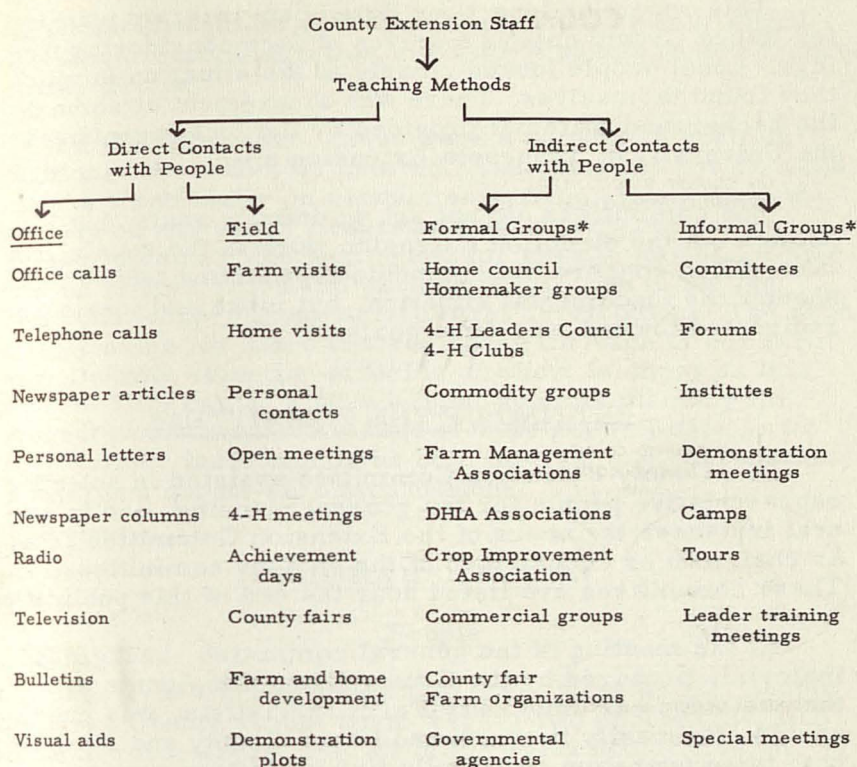 County Extension Staff
Teaching Methods
Direct Contacts
with People
Indirect Contacts
with People
Office
Field
Formal Groups*
Informal Groups*
Office calls
Farm visits
Home council
Homemaker groups
Committees
Telephone calls
Home visits
4-H Leaders Council
4-H Clubs
Forums
Newspaper articles
Personal
contacts
Commodity groups
Institutes
Personal letters
Open meetings
Farm Management
Associations
Demonstration
meetings
Newspaper columns
4-H meetings
DHIA Associations
Camps
Radio
Achievement
days
Crop Improvement
Association
Tours
Television
County fairs
Commercial groups
Leader training
meetings
Bulletins
Farm and home
development
County fair
Farm organizations
Visual aids
Demonstration
plots
Governmental
agencies
Special meetings